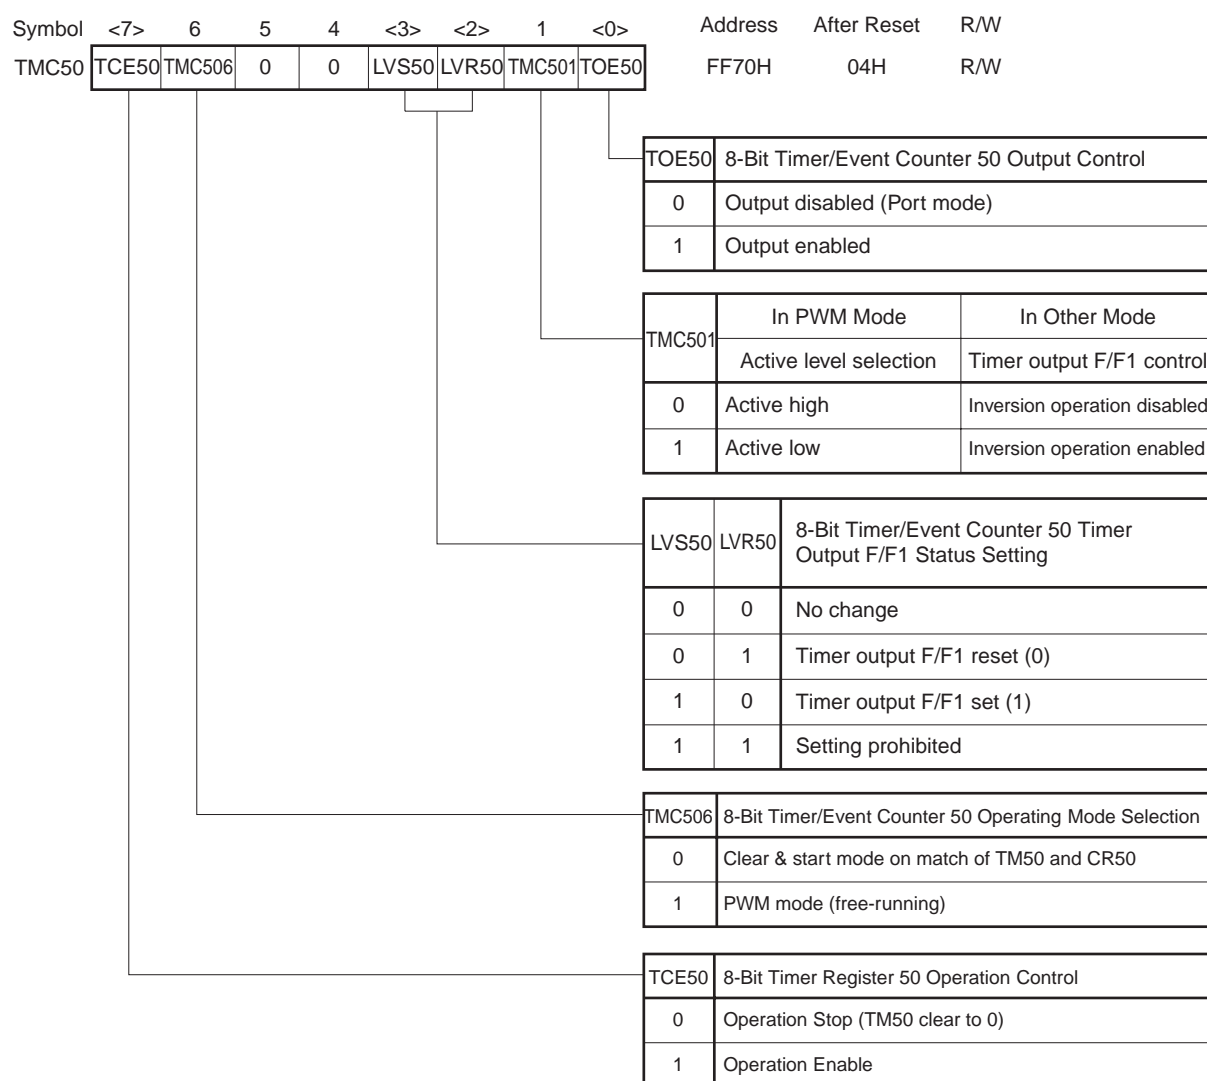 Symbol <7> 6 5 4 <3> <2> 1 <0> Address After Reset R/W
TMC50 TCE50 TMC506 0 0 LVS50 LVR50 TMC501 TOE50 FF70H 04H R/W
TOE50 8-Bit Timer/Event Counter 50 Output Control
0 Output disabled (Port mode)
1 Output enabled
TMC501 In PWM Mode In Other Mode
Active level selection Timer output F/F1 control
0 Active high Inversion operation disabled
1 Active low Inversion operation enabled
LVS50 LVR50 8-Bit Timer/Event Counter 50 Timer
Output F/F1 Status Setting
0 0 No change
0 1 Timer output F/F1 reset (0)
1 0 Timer output F/F1 set (1)
1 1 Setting prohibited
TMC506 8-Bit Timer/Event Counter 50 Operating Mode Selection
0 Clear & start mode on match of TM50 and CR50
1 PWM mode (free-running)
TCE50 8-Bit Timer Register 50 Operation Control
0 Operation Stop (TM50 clear to 0)
1 Operation Enable